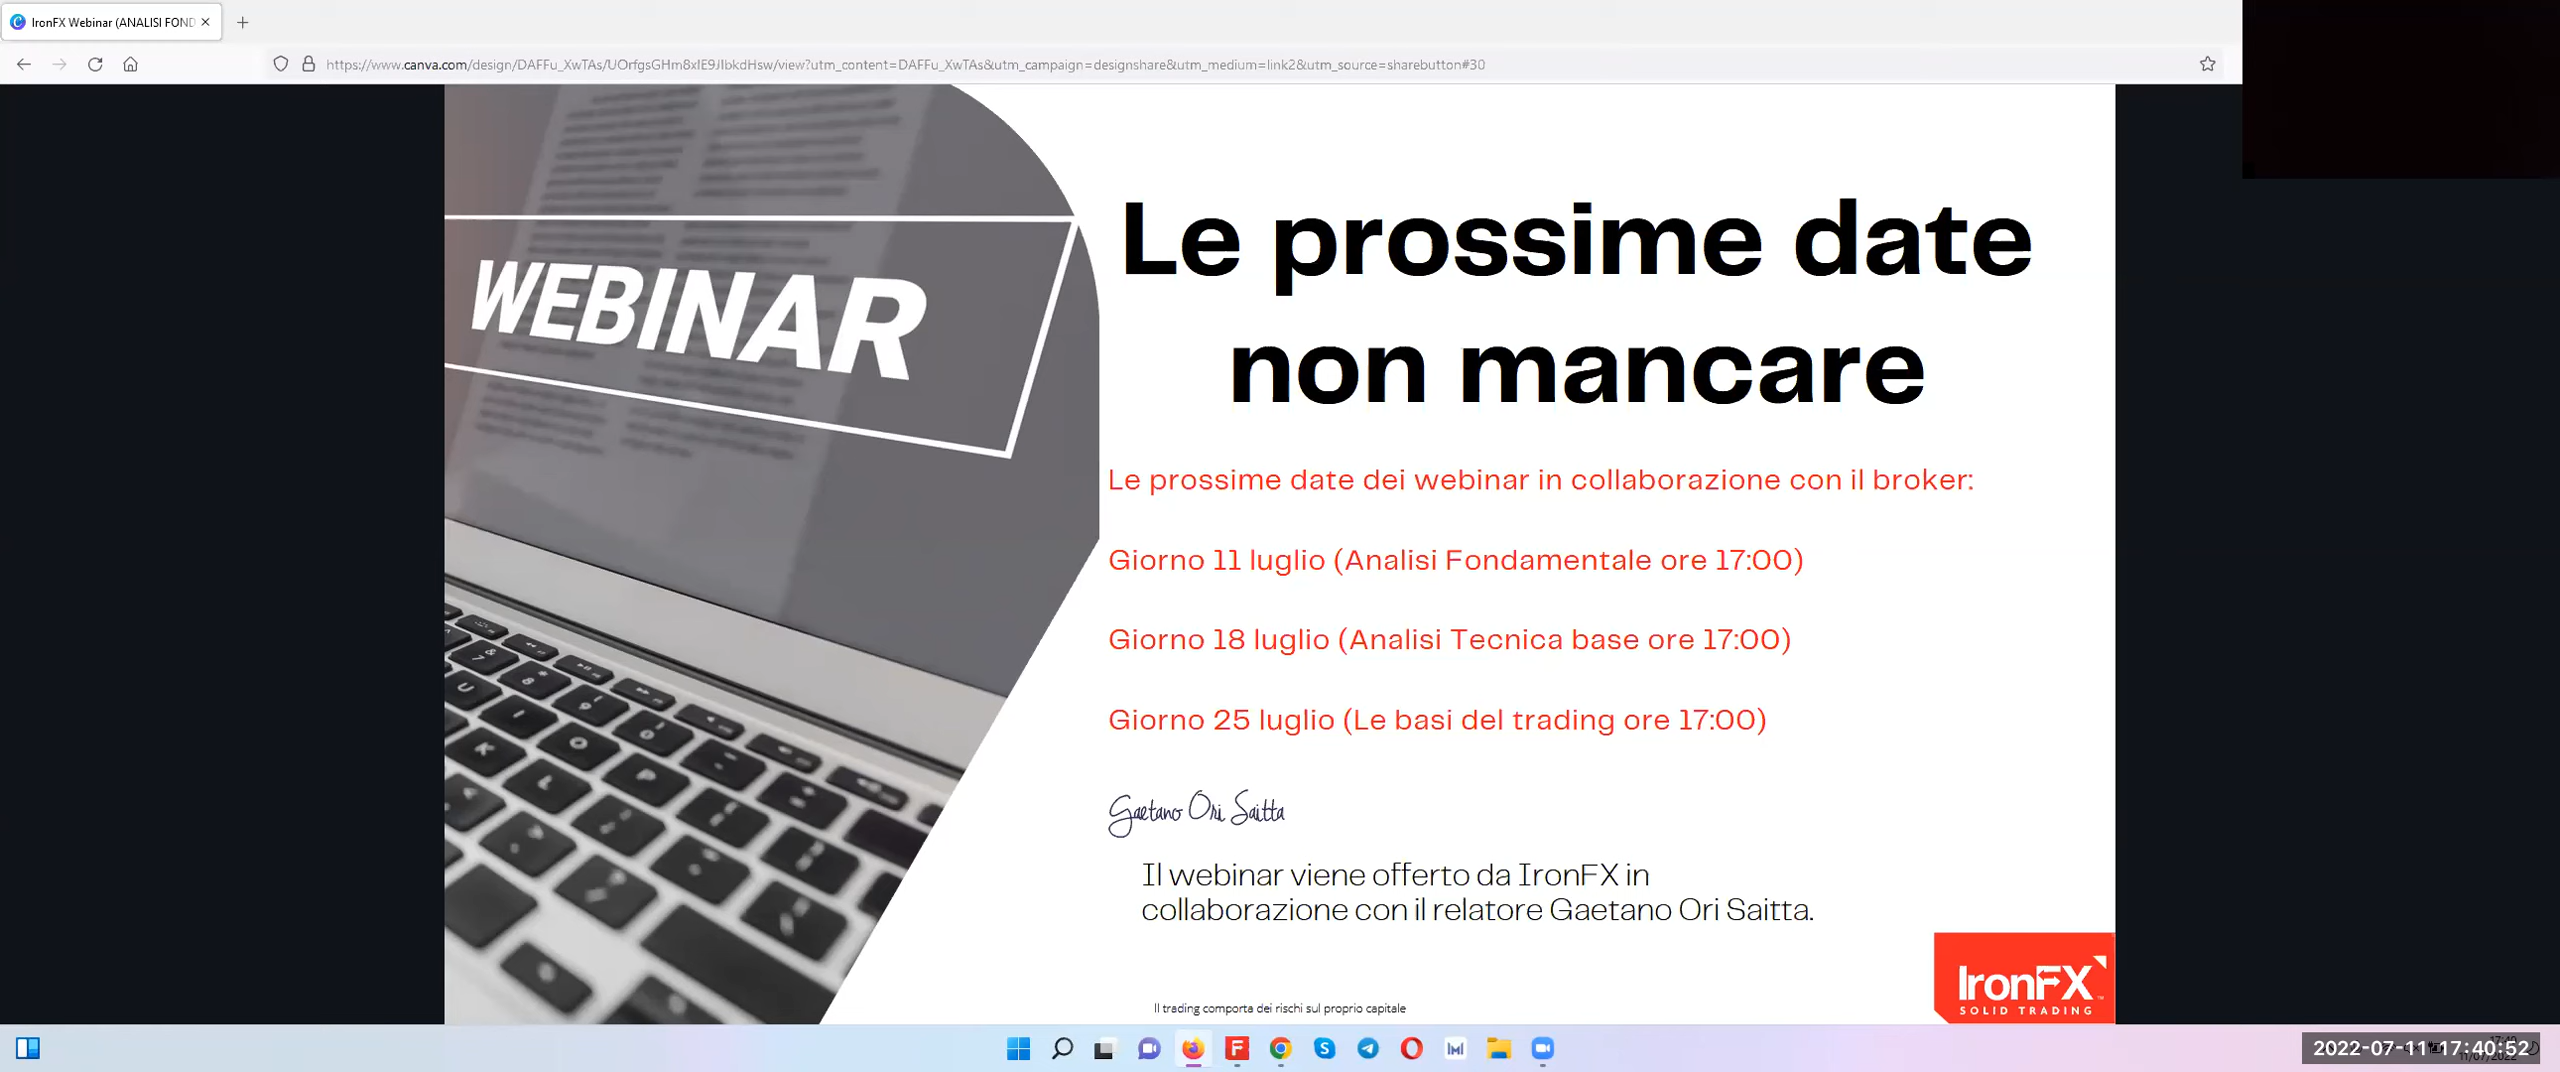 IronFX Webinar (ANALISI FOND
https://www.canva.com/design/DAFFu_XwTAs/UOrfgsGHm8xIE9JIbkdHsw/view?utm_content=DAFFu_XwTAs&utm_campaign=designshare&utm_medium=link2&utm_source=sharebutton#30
WEBINAR
Le prossime date
non mancare
Le prossime date dei webinar in collaborazione con il broker:
Giorno 11 luglio (Analisi Fondamentale ore 17:00)
Giorno 18 luglio (Analisi Tecnica base ore 17:00)
Giorno 25 luglio (Le basi del trading ore 17:00)
Gaetano Ori Saitta
Il webinar viene offerto da IronFX in
collaborazione con il relatore Gaetano Ori Saitta.
IronFX
SOLID TRADING
Il trading comporta dei rischi sul proprio capitale
2022-07-11 17:40:52